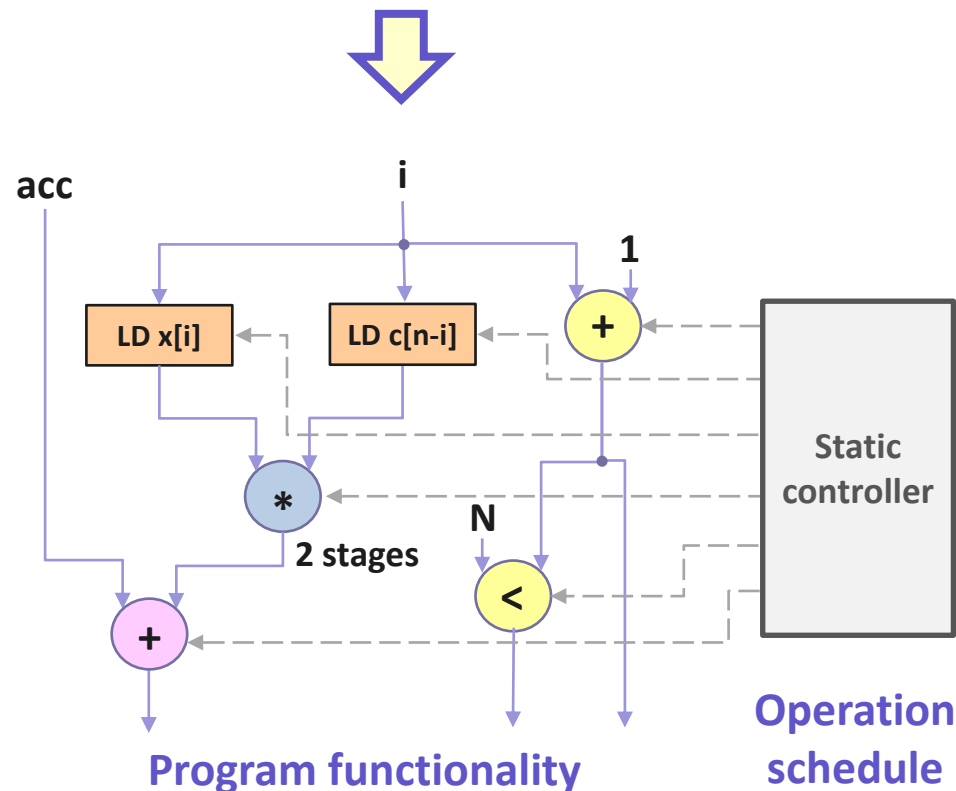 i
acc
1
+
LD x[i]
LD c[n-i]
Static
controller
*
N
2 stages
<
+
Operation
schedule
Program functionality